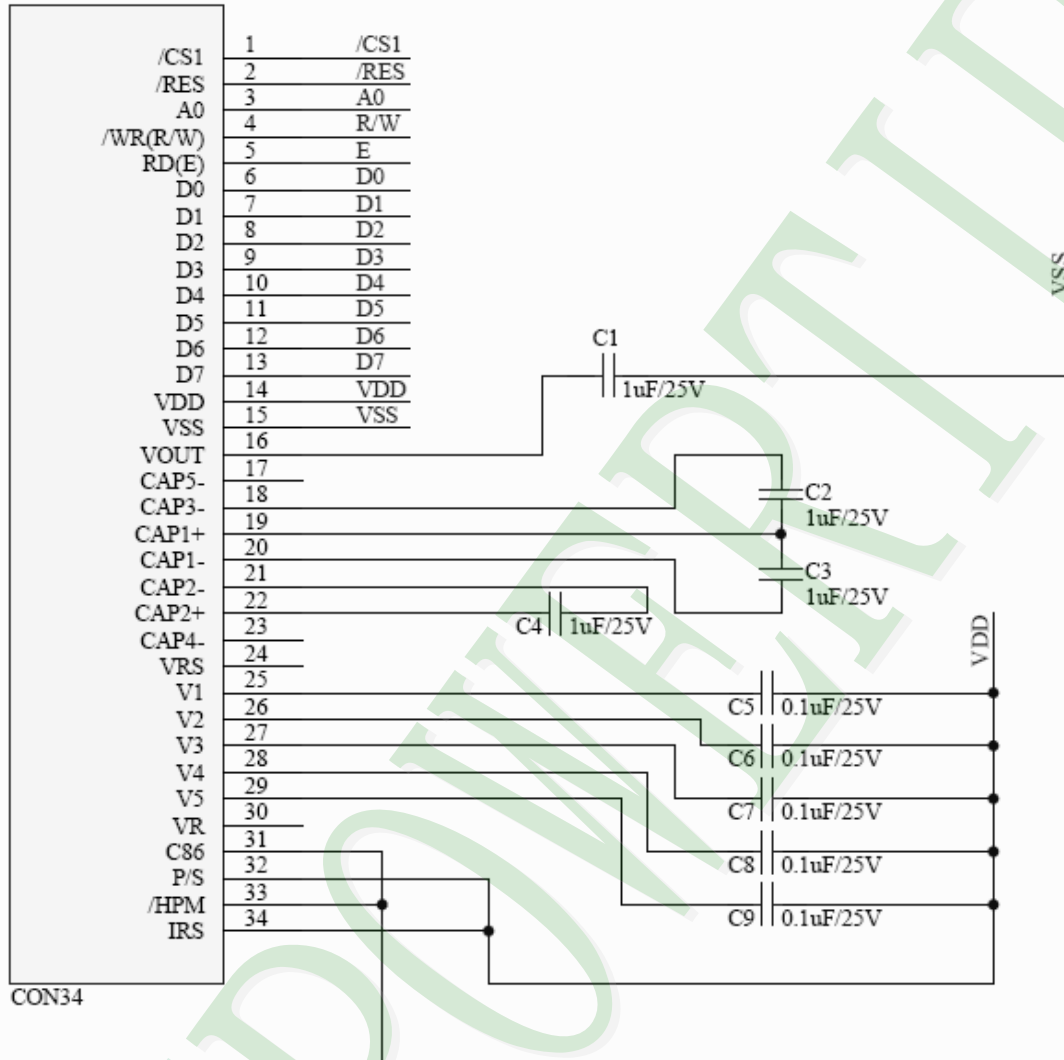 /CS1 1 /CS1
/RES 2 /RES
A0 3 A0
/WR(R/W) 4 R/W
RD(E) 5 E
D0 6 D0
D1 7 D1
D2 8 D2
D3 9 D3
D4 10 D4
D5 11 D5
D6 12 D6
D7 13 D7
VDD 14 VDD
VSS 15 VSS
VOUT 16
CAP5- 17
CAP3- 18
CAP1+ 19
CAP1- 20
CAP2- 21
CAP2+ 22
CAP4- 23
VRS 24
V1 25
V2 26
V3 27
V4 28
V5 29
VR 30
C86 31
P/S 32
/HPM 33
IRS 34
CON34
C1
1uF/25V
VSS
C2
1uF/25V
C3
1uF/25V
C4 1uF/25V
VDD
C5 0.1uF/25V
C6 0.1uF/25V
C7 0.1uF/25V
C8 0.1uF/25V
C9 0.1uF/25V